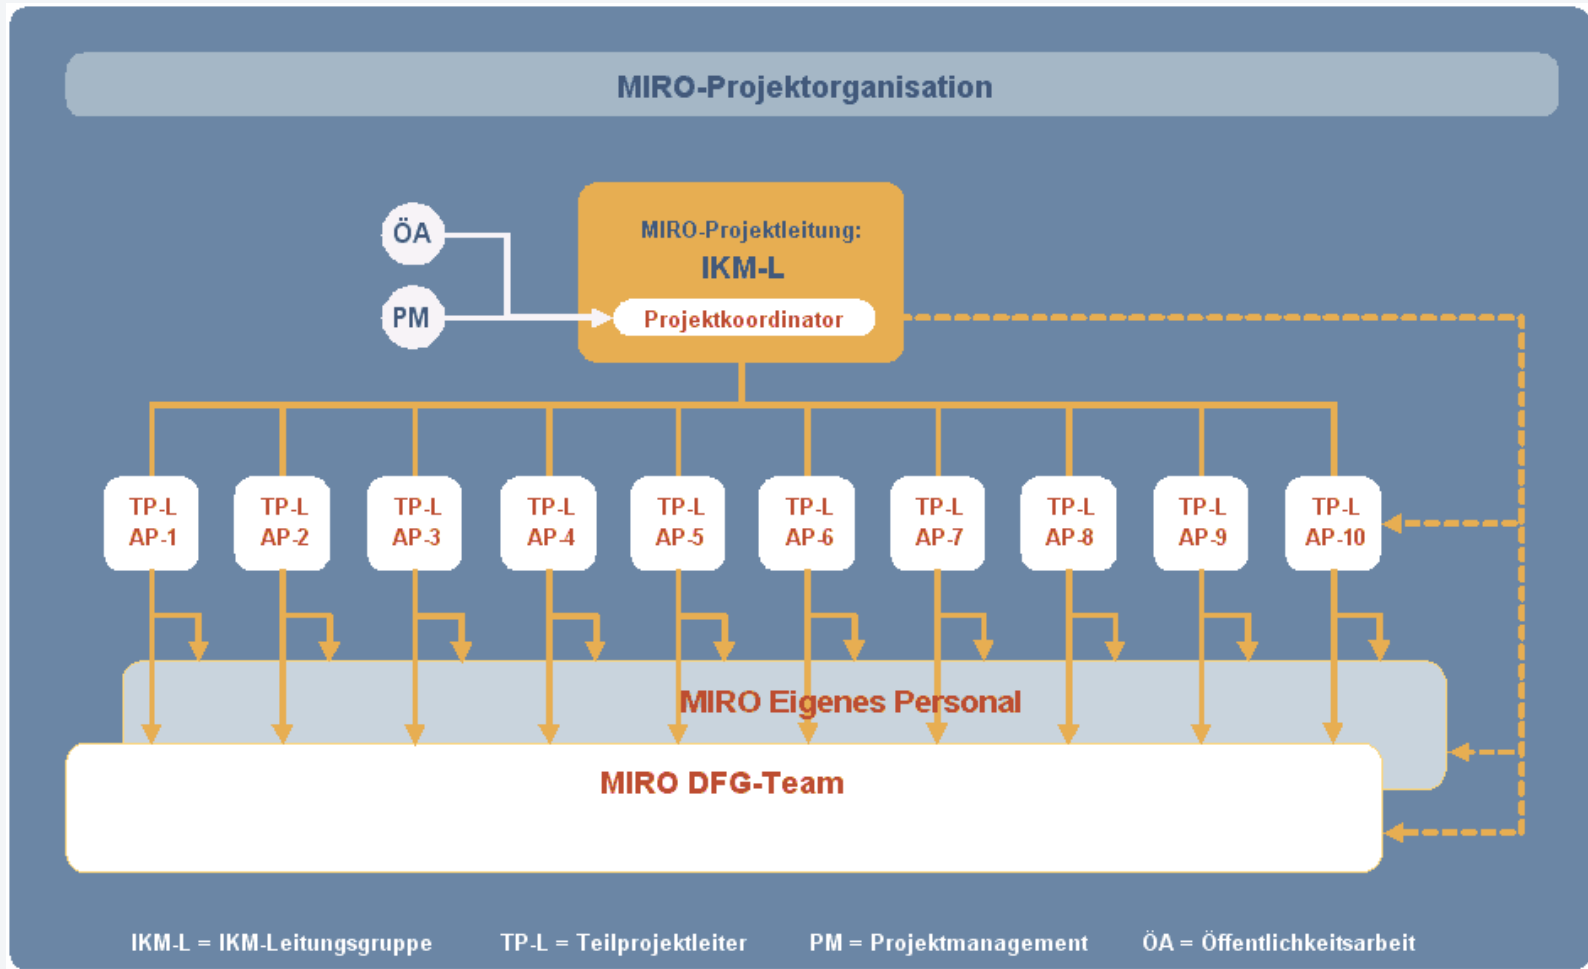 MIRO-Projektorganisation
ÖA
MIRO-Projektleitung:
IKM-L
PM
Projektkoordinator
TP-L
AP-1
TP-L
AP-2
TP-L
AP-3
TP-L
AP-4
TP-L
AP-5
TP-L
AP-6
TP-L
AP-7
TP-L
AP-8
TP-L
AP-9
TP-L
AP-10
MIRO Eigenes Personal
MIRO DFG-Team
IKM-L = IKM-Leitungsgruppe TP-L = Teilprojektleiter PM = Projektmanagement ÖA = Öffentlichkeitsarbeit